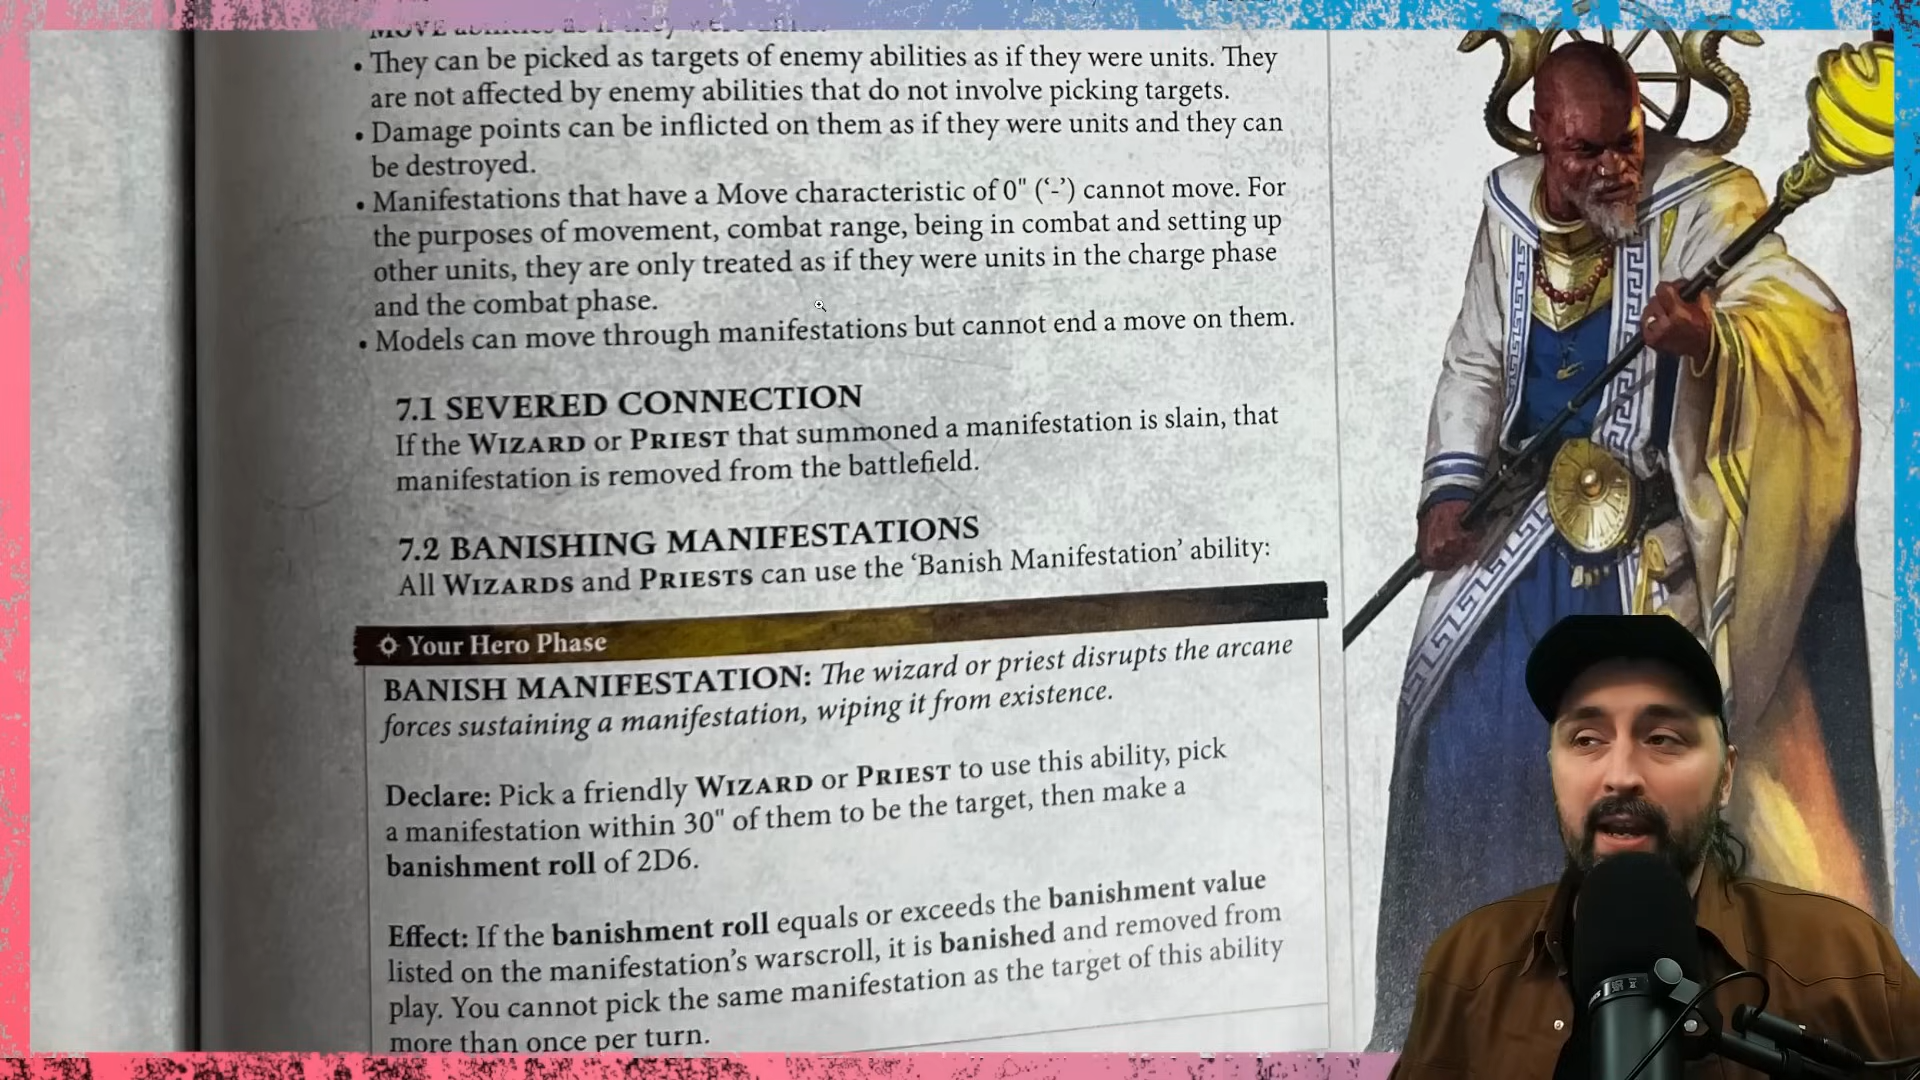 • They can be picked as targets of enemy abilities as if they were units. They
are not affected by enemy abilities that do not involve picking targets.
• Damage points can be inflicted on them as if they were units and they can
be destroyed.
• Manifestations that have a Move characteristic of 0" (‘-’) cannot move. For
the purposes of movement, combat range, being in combat and setting up
other units, they are only treated as if they were units in the charge phase
and the combat phase.
• Models can move through manifestations but cannot end a move on them.
7.1 SEVERED CONNECTION
If the WIZARD or PRIEST that summoned a manifestation is slain, that
manifestation is removed from the battlefield.
7.2 BANISHING MANIFESTATIONS
All WIZARDS and PRIESTS can use the ‘Banish Manifestation’ ability:
Your Hero Phase
BANISH MANIFESTATION: The wizard or priest disrupts the arcane
forces sustaining a manifestation, wiping it from existence.
Declare: Pick a friendly WIZARD or PRIEST to use this ability, pick
a manifestation within 30" of them to be the target, then make a
banishment roll of 2D6.
Effect: If the banishment roll equals or exceeds the banishment value
listed on the manifestation’s warscroll, it is banished and removed from
play. You cannot pick the same manifestation as the target of this ability
more than once per turn.